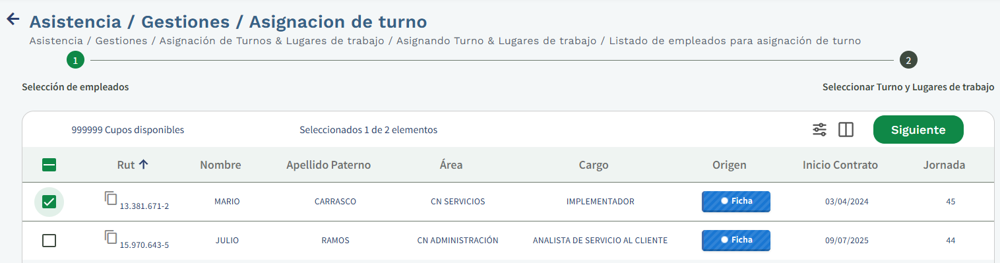 Asistencia / Gestiones / Asignacion de turno
Asistencia / Gestiones / Asignación de Turnos & Lugares de trabajo / Asignando Turno & Lugares de trabajo / Listado de empleados para asignación de turno
1 2
Selección de empleados Seleccionar Turno y Lugares de trabajo
999999 Cupos disponibles Seleccionados 1 de 2 elementos Siguiente
Rut Nombre Apellido Paterno Área Cargo Origen Inicio Contrato Jornada
13.381.671-2 MARIO CARRASCO CN SERVICIOS IMPLEMENTADOR Ficha 03/04/2024 45
15.970.643-5 JULIO RAMOS CN ADMINISTRACIÓN ANALISTA DE SERVICIO AL CLIENTE Ficha 09/07/2025 44